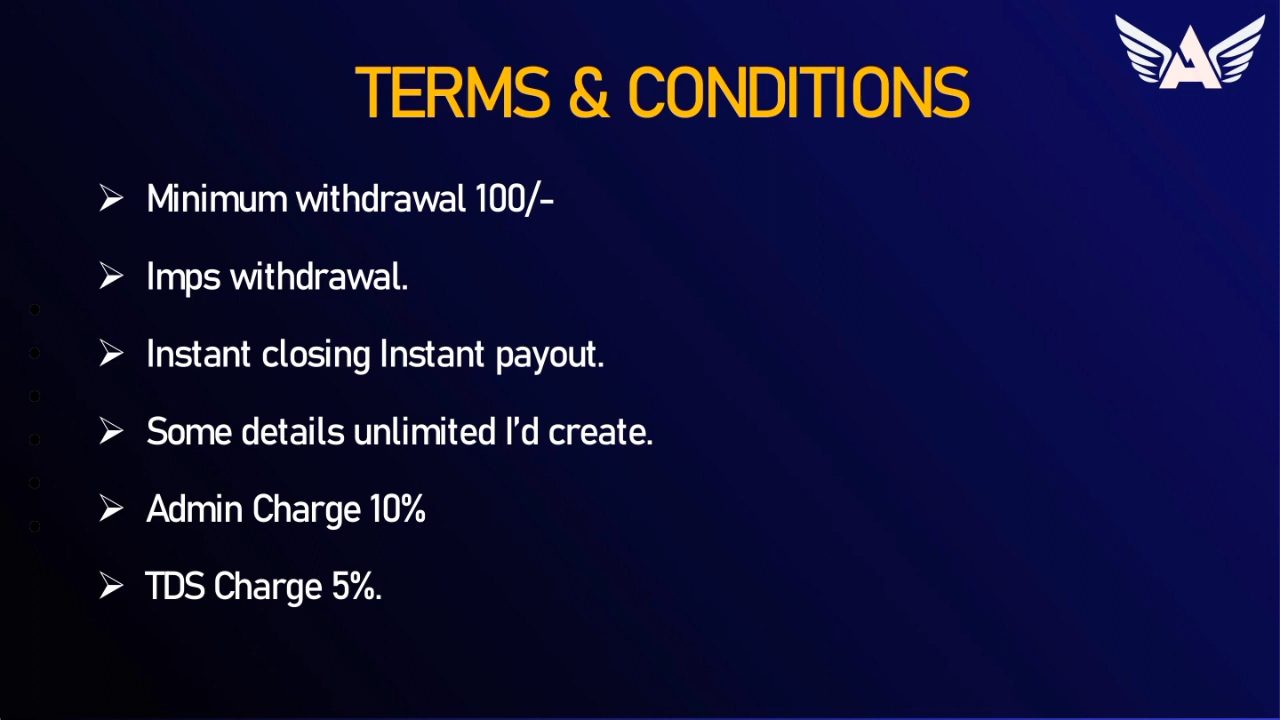 TERMS & CONDITIONS
➢ Minimum withdrawal 100/-
➢ Imps withdrawal.
➢ Instant closing Instant payout.
➢ Some details unlimited I’d create.
➢ Admin Charge 10%
➢ TDS Charge 5%.